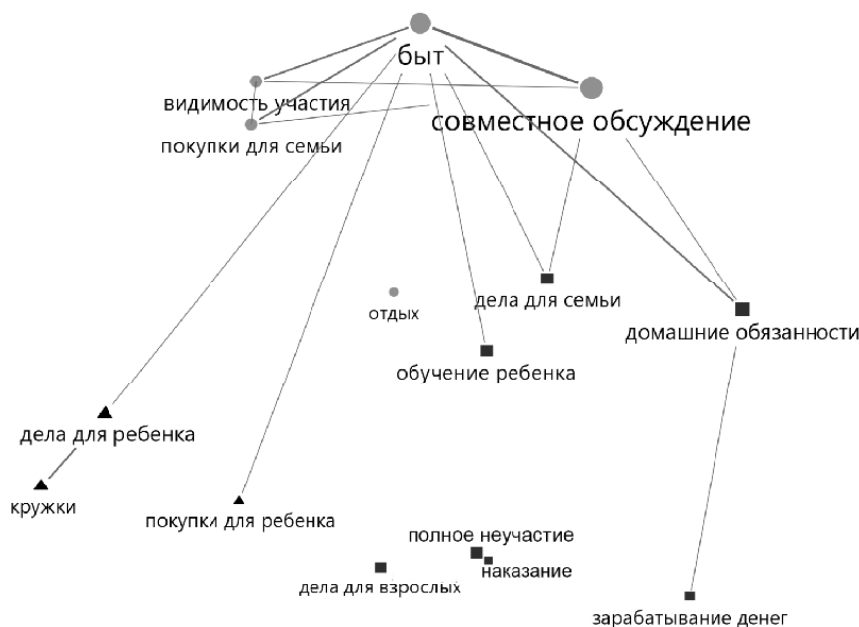 быт
видимость участия
совместное обсуждение
покупки для семьи
дела для семьи
отдых
домашние обязанности
обучение ребенка
дела для ребенка
кружки
покупки для ребенка
полное неучастие
наказание
дела для взрослых
зарабатывание денег